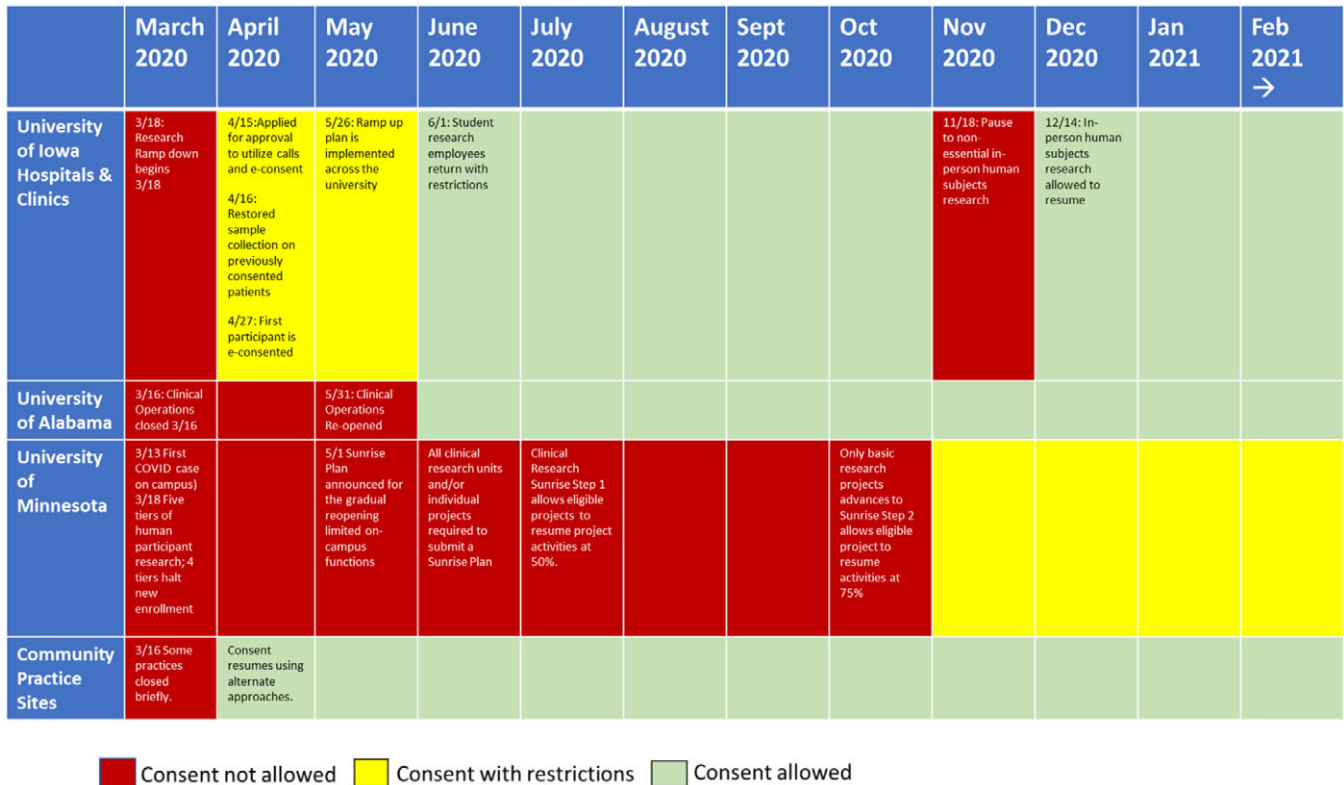 March
2020
April
2020
May
2020
June
2020
July
2020
August
2020
Sept
2020
Oct
2020
Nov
2020
Dec
2020
Jan
2021
Feb
2021
→
University
of Iowa
Hospitals &
Clinics
3/18:
Research
Ramp down
begins
3/18
4/15:Applied
for approval
to utilize calls
and e-consent
4/16:
Restored
sample
collection on
previously
consented
patients
4/27: First
participant is
e-consented
5/26: Ramp up
plan is
implemented
across the
university
6/1: Student
research
employees
return with
restrictions
11/18: Pause
to non-
essential in-
person human
subjects
research
12/14: In-
person human
subjects
research
allowed to
resume
University
of Alabama
3/16: Clinical
Operations
closed 3/16
5/31: Clinical
Operations
Re-opened
University
of
Minnesota
3/13 First
COVID case
on campus)
3/18 Five
tiers of
human
participant
research; 4
tiers halt
new
enrollment
5/1 Sunrise
Plan
announced for
the gradual
reopening
limited on-
campus
functions
All clinical
research units
and/or
individual
projects
required to
submit a
Sunrise Plan
Clinical
Research
Sunrise Step 1
allows eligible
projects to
resume project
activities at
50%.
Only basic
research
projects
advances to
Sunrise Step 2
allows eligible
project to
resume
activities at
75%
Community
Practice
Sites
3/16 Some
practices
closed
briefly.
Consent
resumes using
alternate
approaches.
Consent not allowed
Consent with restrictions
Consent allowed